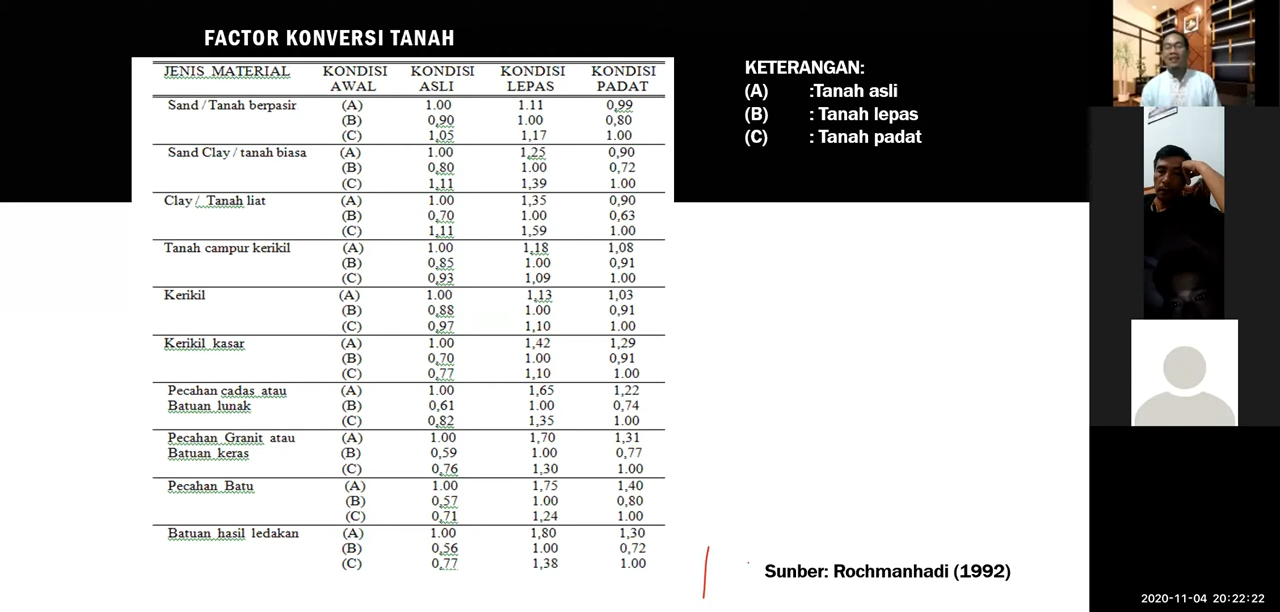 FACTOR KONVERSI TANAH
JENIS MATERIAL KONDISI AWAL KONDISI ASLI KONDISI LEPAS KONDISI PADAT
Sand / Tanah berpasir (A) 1.00 1.11 0,99
(B) 0,90 1.00 0,80
(C) 1,05 1,17 1.00
Sand Clay / tanah biasa (A) 1.00 1,25 0,90
(B) 0,80 1.00 0,72
(C) 1,11 1,39 1.00
Clay / Tanah liat (A) 1.00 1,35 0,90
(B) 0,70 1.00 0,63
(C) 1,11 1,59 1.00
Tanah campur kerikil (A) 1.00 1,18 1,08
(B) 0,85 1.00 0,91
(C) 0,93 1,09 1.00
Kerikil (A) 1.00 1,13 1,03
(B) 0,88 1.00 0,91
(C) 0,97 1,10 1.00
Kerikil kasar (A) 1.00 1,42 1,29
(B) 0,70 1.00 0,91
(C) 0,77 1,10 1.00
Pecahan cadas atau (A) 1.00 1,65 1,22
Batuan lunak (B) 0,61 1.00 0,74
(C) 0,82 1,35 1.00
Pecahan Granit atau (A) 1.00 1,70 1,31
Batuan keras (B) 0,59 1.00 0,77
(C) 0,76 1,30 1.00
Pecahan Batu (A) 1.00 1,75 1,40
(B) 0,57 1.00 0,80
(C) 0,71 1,24 1.00
Batuan hasil ledakan (A) 1.00 1,80 1,30
(B) 0,56 1.00 0,72
(C) 0,77 1,38 1.00
KETERANGAN:
(A) :Tanah asli
(B) : Tanah lepas
(C) : Tanah padat
Sunber: Rochmanhadi (1992)
2020-11-04 20:22:22